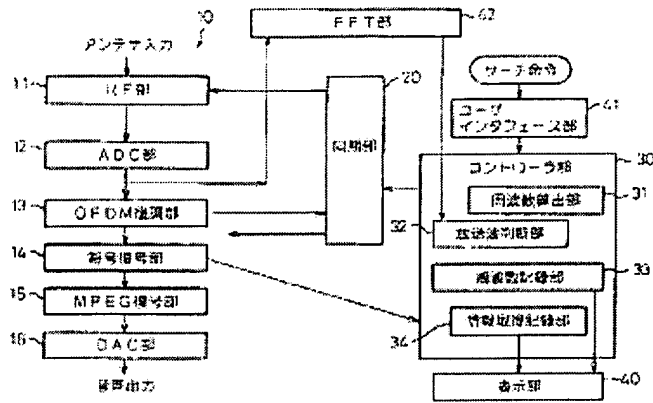 10
アンテナ入力
11
RF部
12
ADC部
13
OFDM復調部
14
符号復号部
15
MPEG復号部
16
DAC部
音声出力
FFT部
62
20
同期部
サーチ命令
ユーザ
インタフェース部
41
コントローラ部
30
周波数算出部
31
32
放送波判断部
周波数記録部
33
情報取得記録部
34
表示部
40